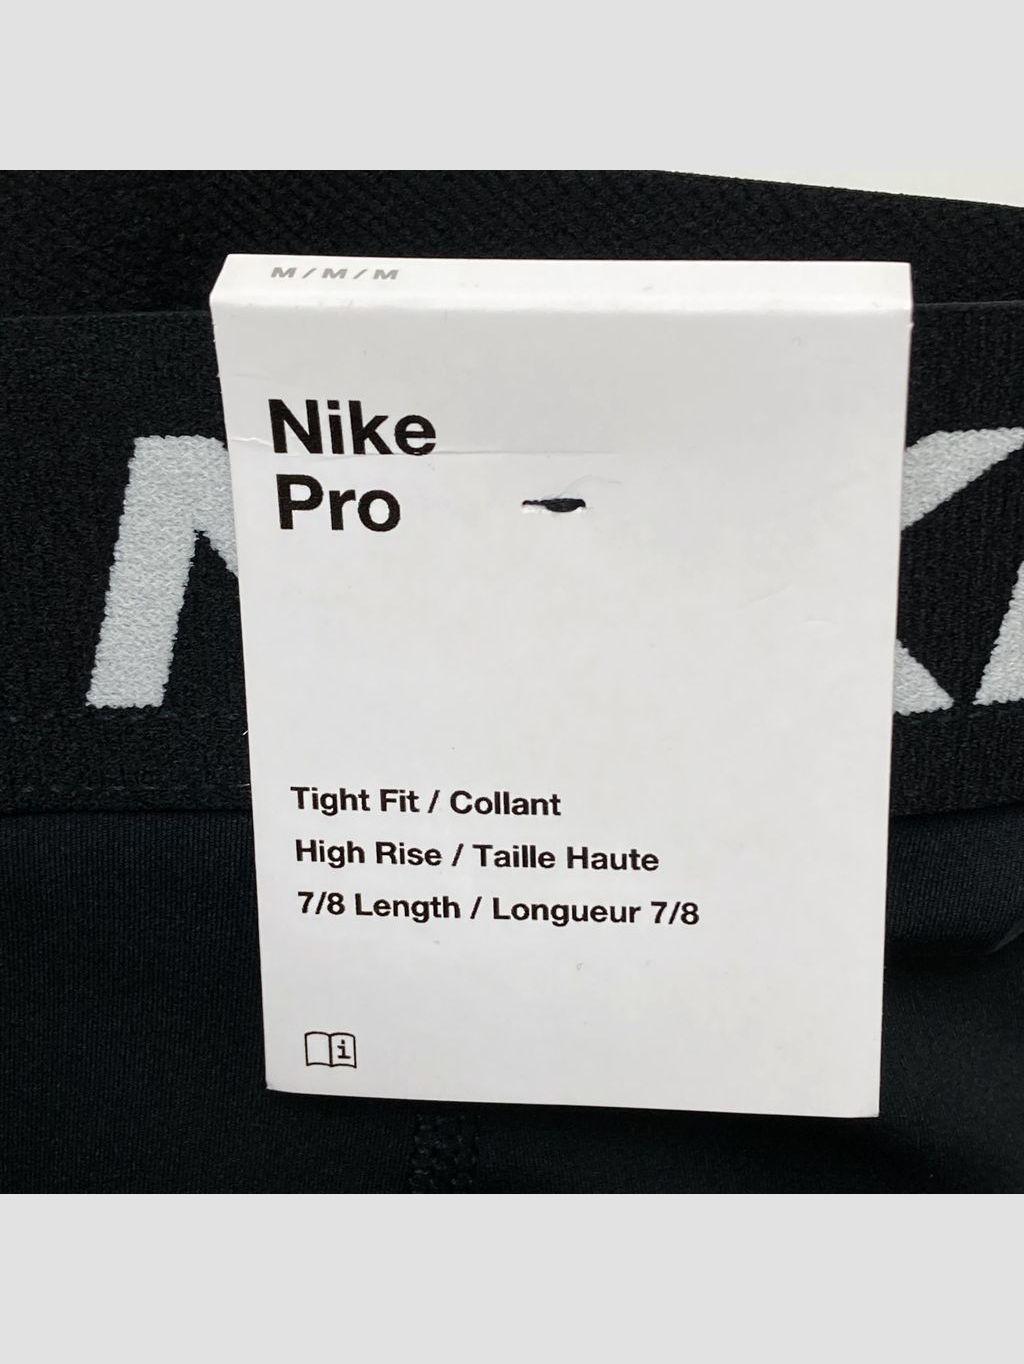 M/M/M
Nike
Pro
Tight Fit / Collant
High Rise / Taille Haute
7/8 Length / Longueur 7/8
i